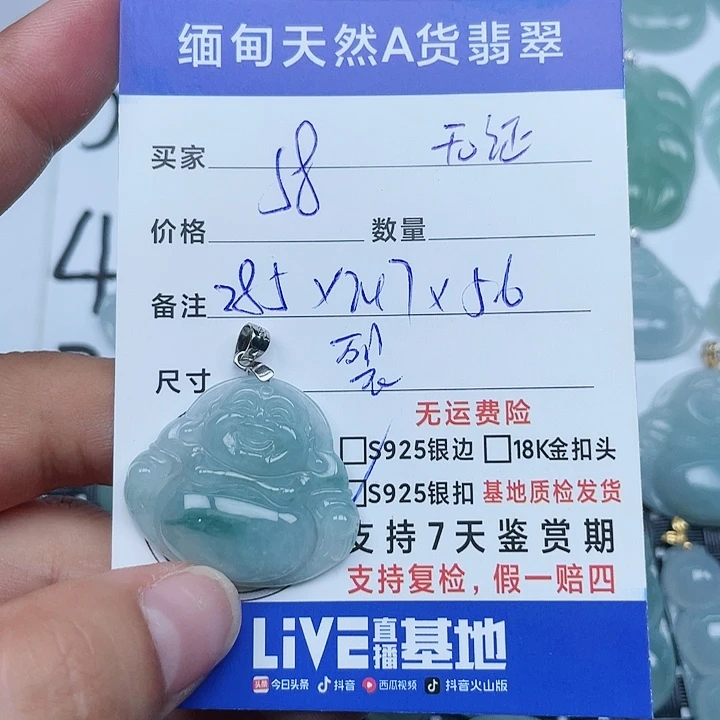 缅甸天然A货翡翠
买家 58 无证
价格 数量
备注 285×247×56
尺寸 裂
无运费险
S925银边 18K金扣头
S925银扣 基地质检发货
支持7天鉴赏期
支持复检,假一赔四
LiVE直播基地
今日头条 抖音 西瓜视频 抖音火山版
4